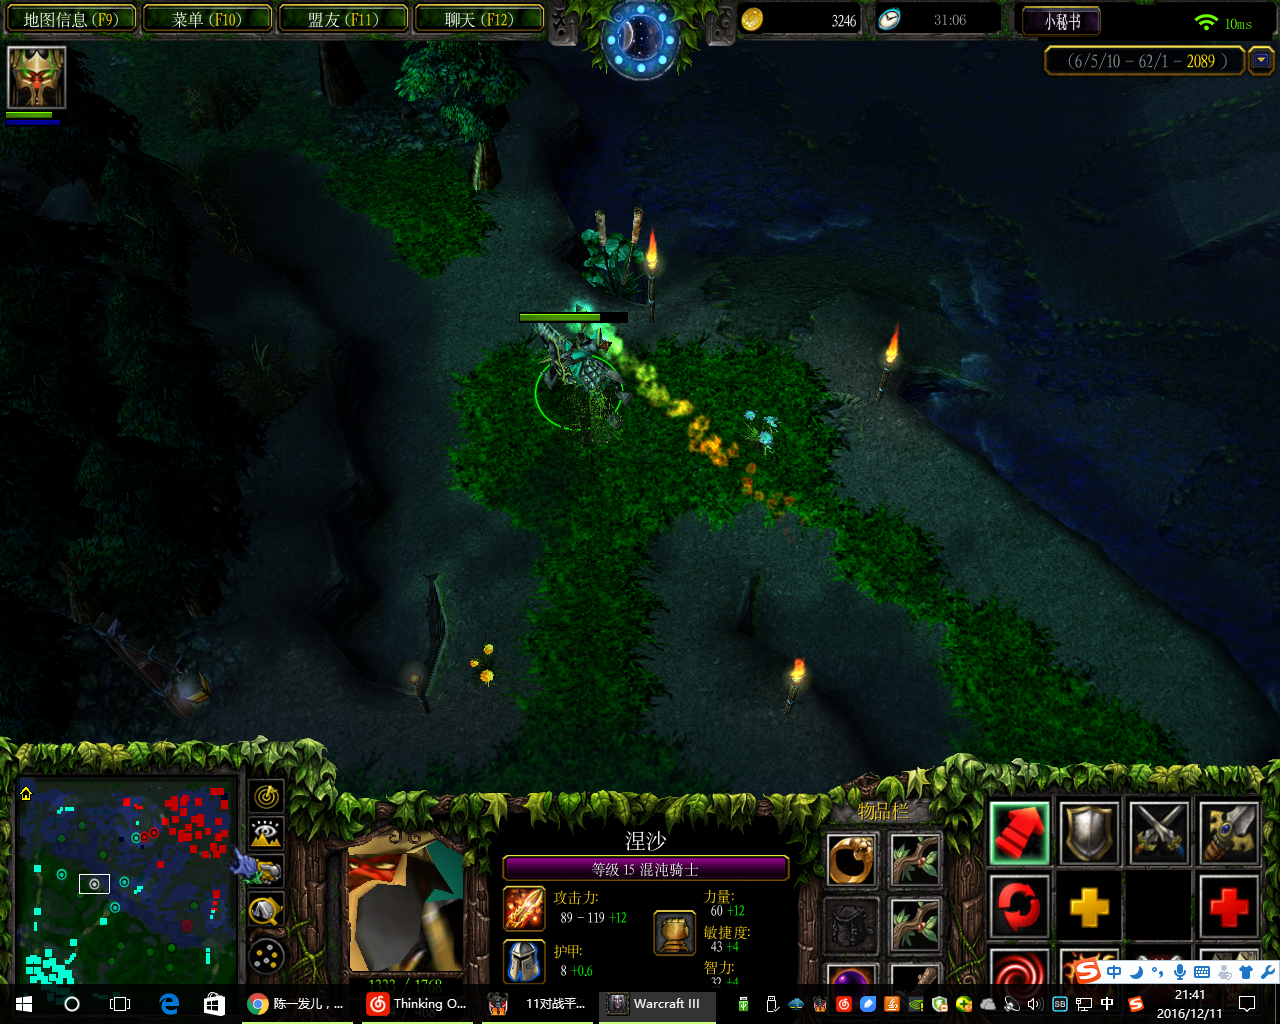 地图信息 (F9)
菜单 (F10)
盟友 (F11)
聊天 (F12)
3246
31:06
小秘书
10ms
(6/5/10 - 62/1 - 2089 )
涅沙
等级 15 混沌骑士
攻击力:
89 - 119 +12
护甲:
8 +0.6
力量:
60 +12
敏捷度:
43 +4
智力:
32 +4
物品栏
中
陈一发儿，...
Thinking O...
11对战平...
Warcraft III
中
21:41
2016/12/11